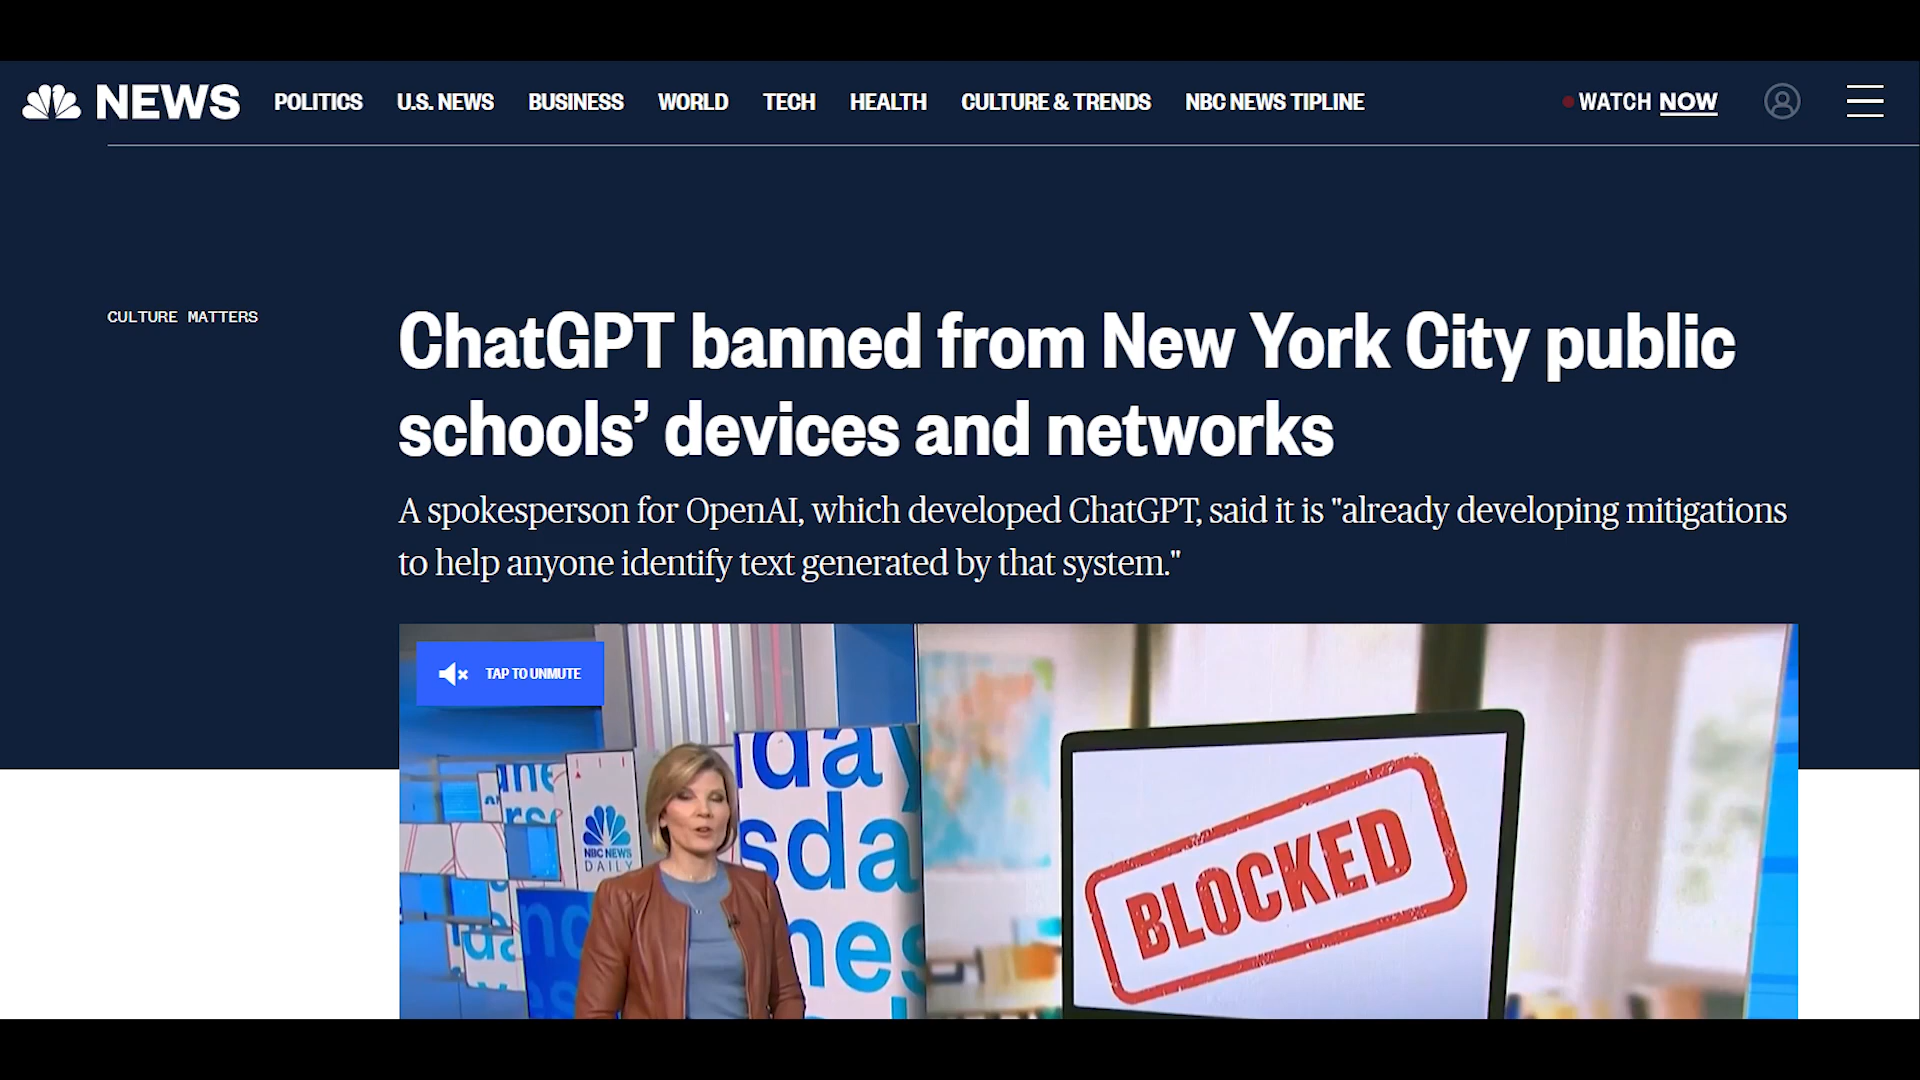 NEWS POLITICS U.S. NEWS BUSINESS WORLD TECH HEALTH CULTURE & TRENDS NBC NEWS TIPLINE WATCH NOW
CULTURE MATTERS
ChatGPT banned from New York City public
schools’ devices and networks
A spokesperson for OpenAI, which developed ChatGPT, said it is "already developing mitigations
to help anyone identify text generated by that system."
TAP TO UNMUTE
NBC NEWS
DAILY
BLOCKED